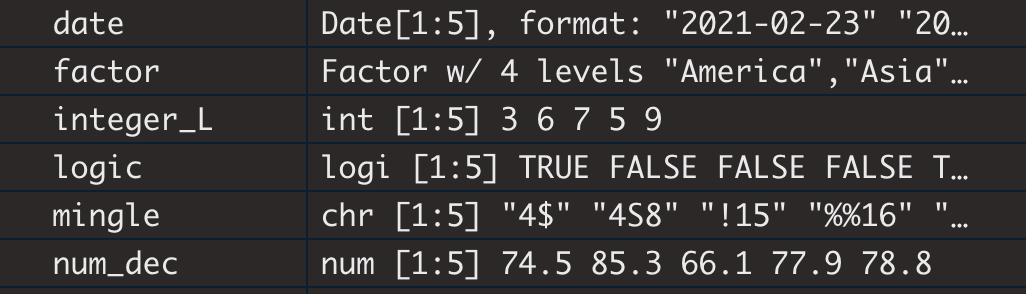 date Date[1:5], format: "2021-02-23" "20…
factor Factor w/ 4 levels "America","Asia"…
integer_L int [1:5] 3 6 7 5 9
logic logi [1:5] TRUE FALSE FALSE FALSE T…
mingle chr [1:5] "4$" "4S8" "!15" "%%16" "…
num_dec num [1:5] 74.5 85.3 66.1 77.9 78.8